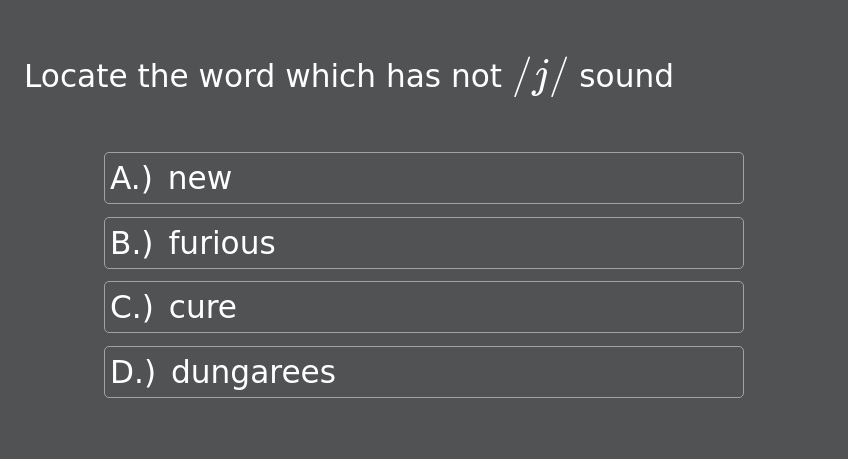 Locate the word which has not /j/ sound
A.) new
B.) furious
C.) cure
D.) dungarees